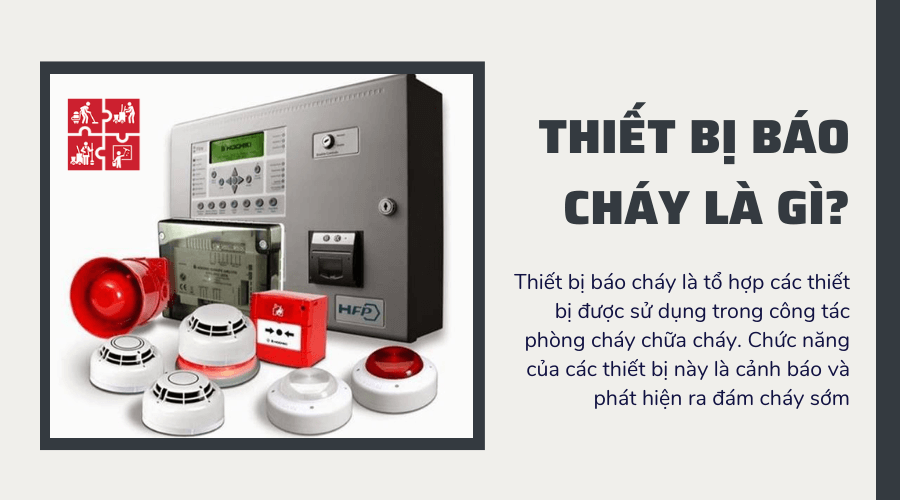 THIẾT BỊ BÁO
CHÁY LÀ GÌ?
Thiết bị báo cháy là tổ hợp các thiết
bị được sử dụng trong công tác
phòng cháy chữa cháy. Chức năng
của các thiết bị này là cảnh báo và
phát hiện ra đám cháy sớm
HOCHIKI
HFP